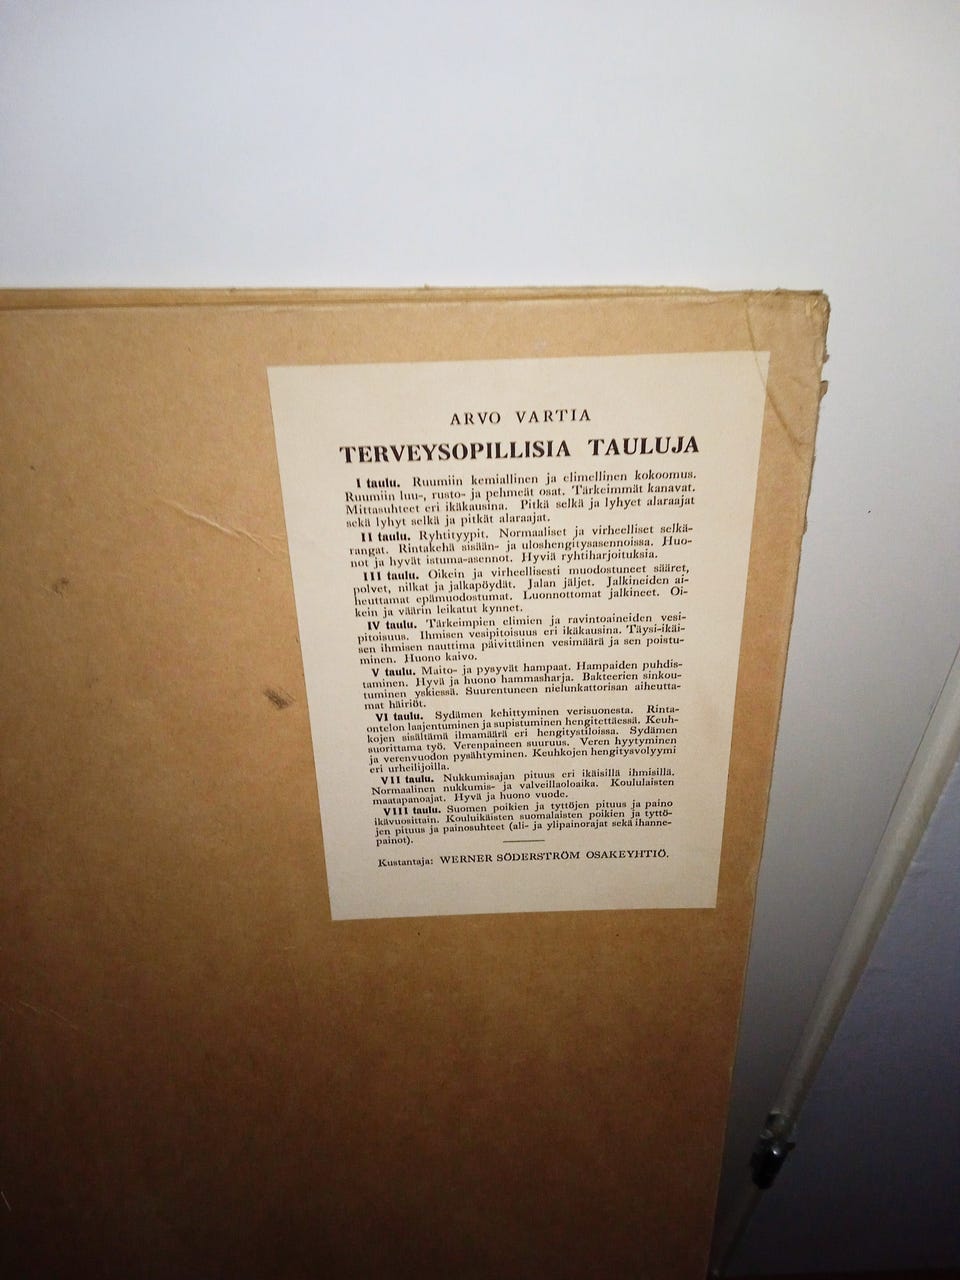 ARVO VARTIA
TERVEYSOPILLISIA TAULUJA
I taulu. Ruumiin kemiallinen ja elimellinen kokoomus.
Ruumiin luu-, rusto- ja pehmeät osat. Tärkeimmät kanavat.
Mittasuhteet eri ikäkausina. Pitkä selkä ja lyhyet alaraajat
sekä lyhyt selkä ja pitkät alaraajat.
II taulu. Ryhtityypit. Normaaliset ja virheelliset selkä-
rangat. Rintakehä sisään- ja uloshengitysasennoissa. Huo-
not ja hyvät istuma-asennot. Hyviä ryhtiharjoituksia.
III taulu. Oikein ja virheellisesti muodostuneet sääret,
polvet, nilkat ja jalkapöydät. Jalan jäljet. Jalkineiden ai-
heuttamat epämuodostumat. Luonnottomat jalkineet. Oi-
kein ja väärin leikatut kynnet.
IV taulu. Tärkeimpien elimien ja ravintoaineiden vesi-
pitoisuus. Ihmisen vesipitoisuus eri ikäkausina. Täysi-ikäi-
sen ihmisen nauttima päivittäinen vesimäärä ja sen poistu-
minen. Huono kaivo.
V taulu. Maito- ja pysyvät hampaat. Hampaiden puhdis-
taminen. Hyvä ja huono hammasharja. Bakteerien sinkou-
tuminen yskiessä. Suurentuneen nielunkattorisan aiheutta-
mat häiriöt.
VI taulu. Sydämen kehittyminen verisuonesta. Rinta-
ontelon laajentuminen ja supistuminen hengitettäessä. Keuh-
kojen sisältämä ilmamäärä eri hengitystiloissa. Sydämen
suorittama työ. Verenpaineen suuruus. Veren hyytyminen
ja verenvuodon pysähtyminen. Keuhkojen hengitysvolyymi
eri urheilijoilla.
VII taulu. Nukkumisajan pituus eri ikäisillä ihmisillä.
Normaalinen nukkumis- ja valveillaoloaika. Koululaisten
maatapanoajat. Hyvä ja huono vuode.
VIII taulu. Suomen poikien ja tyttöjen pituus ja paino
ikävuosittain. Kouluikäisten suomalaisten poikien ja tyttö-
jen pituus ja painosuhteet (ali- ja ylipainorajat sekä ihanne-
painot).
Kustantaja: WERNER SÖDERSTRÖM OSAKEYHTIÖ.